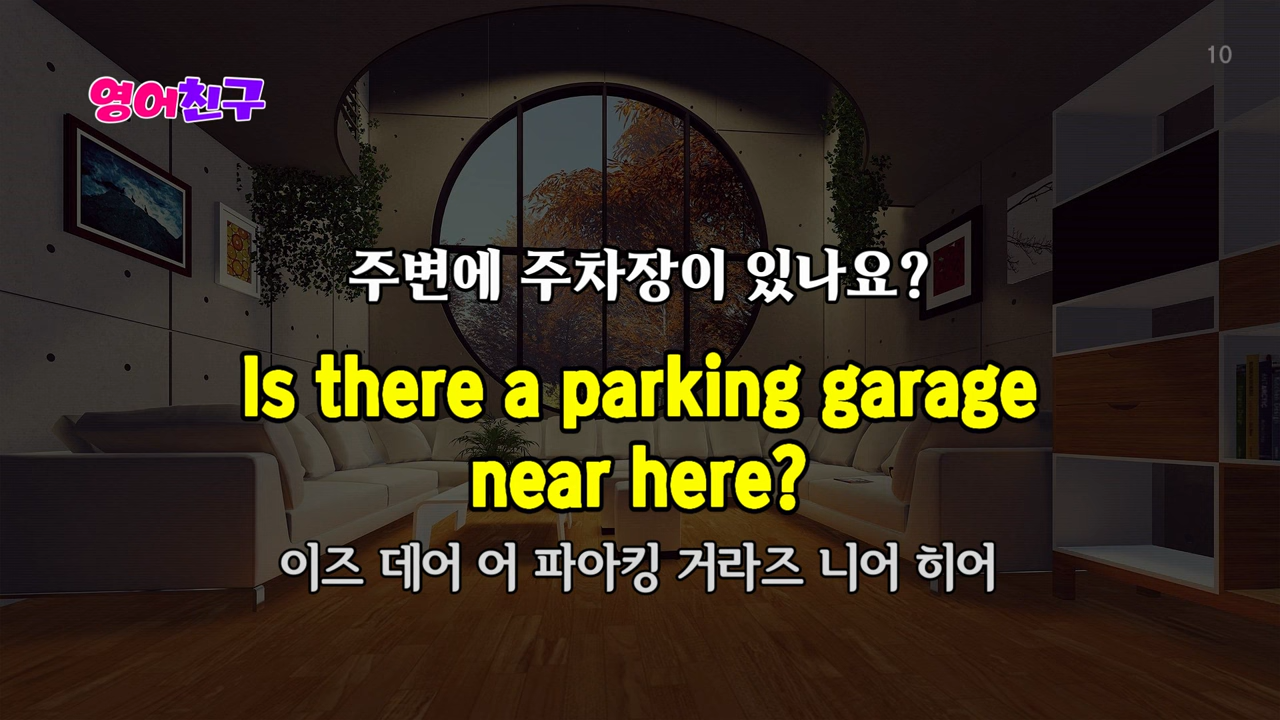 영어친구
10
주변에 주차장이 있나요?
Is there a parking garage
near here?
이즈 데어 어 파아킹 거라즈 니어 히어